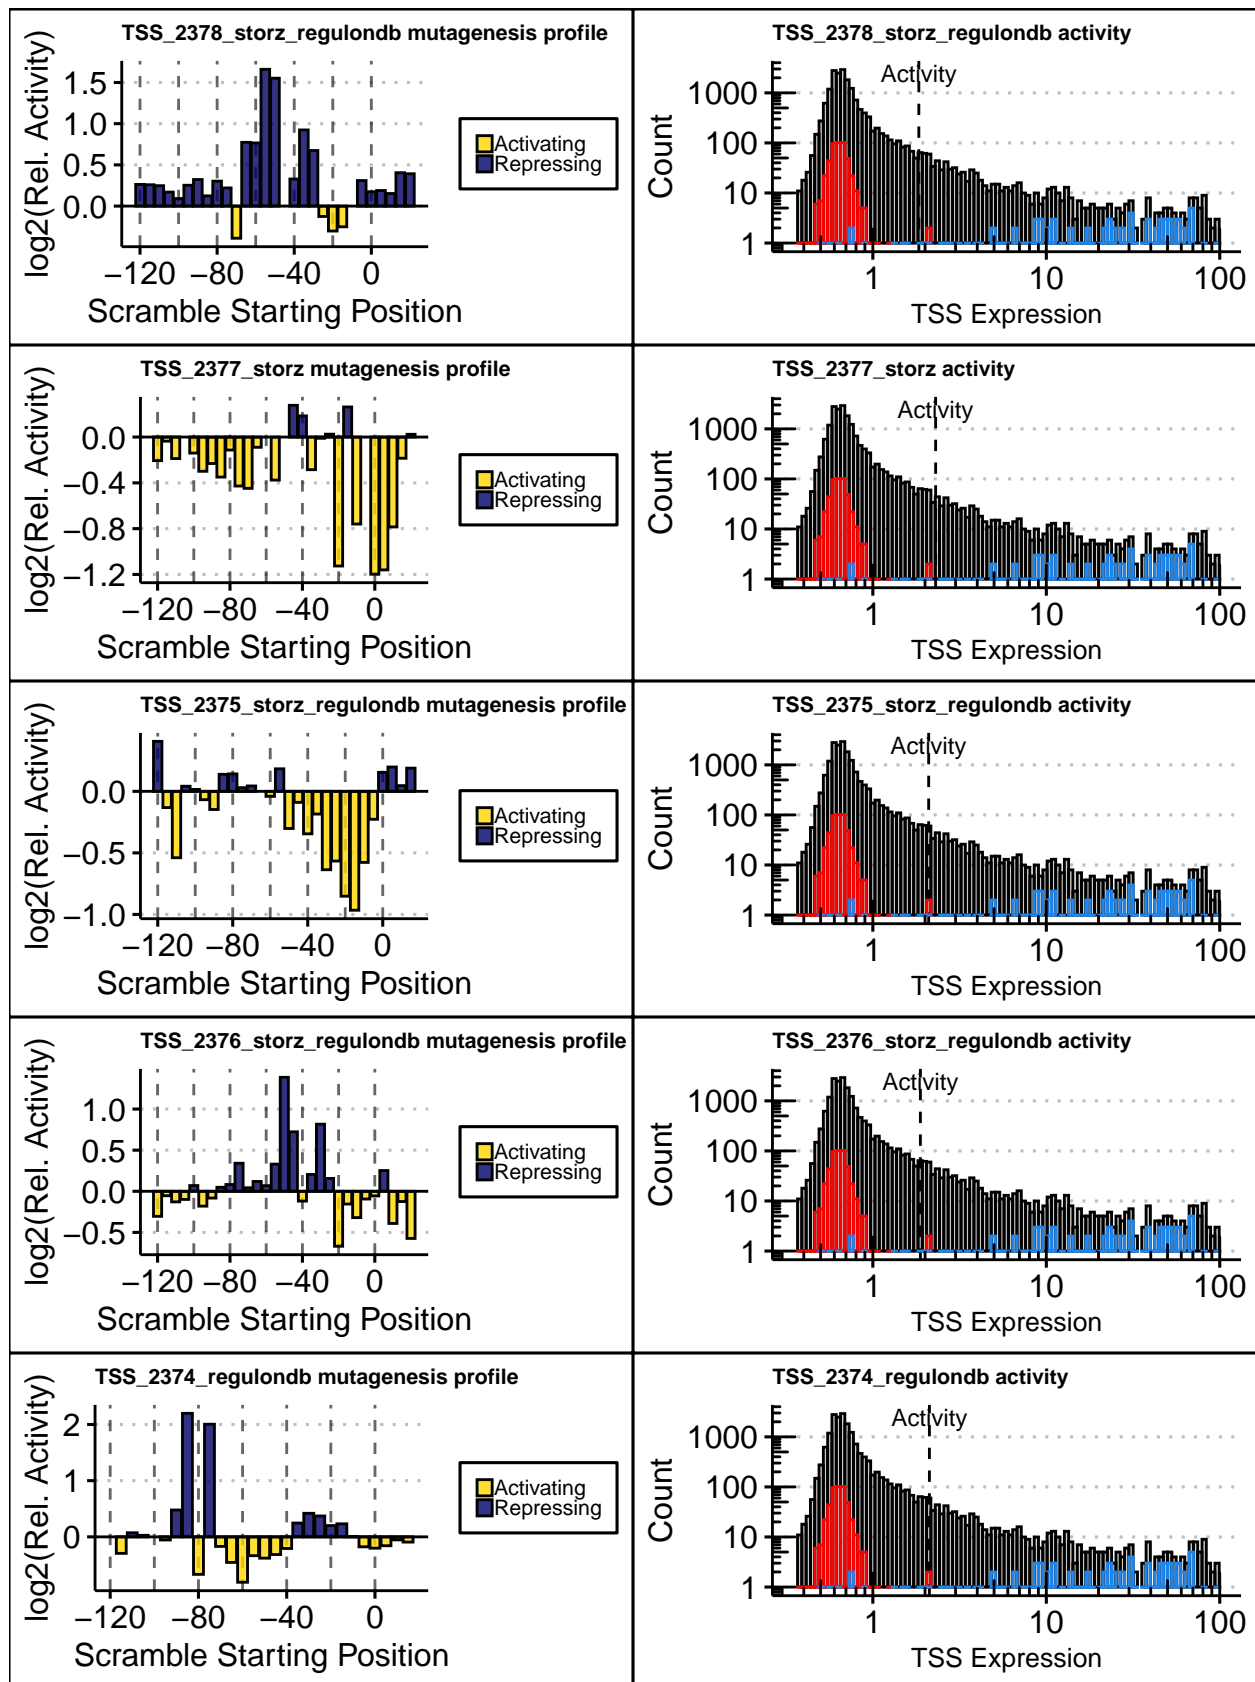 TSS_2378_storz_regulondb mutagenesis profile
log2(Rel. Activity)
1.5
1.0
0.5
0.0
−120 −80 −40 0
Scramble Starting Position
Activating
Repressing
TSS_2378_storz_regulondb activity
Activity
Count
1000
100
10
1
1 10 100
TSS Expression
TSS_2377_storz mutagenesis profile
log2(Rel. Activity)
0.0
−0.4
−0.8
−1.2
−120 −80 −40 0
Scramble Starting Position
Activating
Repressing
TSS_2377_storz activity
Activity
Count
1000
100
10
1
1 10 100
TSS Expression
TSS_2375_storz_regulondb mutagenesis profile
log2(Rel. Activity)
0.0
−0.5
−1.0
−120 −80 −40 0
Scramble Starting Position
Activating
Repressing
TSS_2375_storz_regulondb activity
Activity
Count
1000
100
10
1
1 10 100
TSS Expression
TSS_2376_storz_regulondb mutagenesis profile
log2(Rel. Activity)
1.0
0.5
0.0
−0.5
−120 −80 −40 0
Scramble Starting Position
Activating
Repressing
TSS_2376_storz_regulondb activity
Activity
Count
1000
100
10
1
1 10 100
TSS Expression
TSS_2374_regulondb mutagenesis profile
log2(Rel. Activity)
2
1
0
−120 −80 −40 0
Scramble Starting Position
Activating
Repressing
TSS_2374_regulondb activity
Activity
Count
1000
100
10
1
1 10 100
TSS Expression